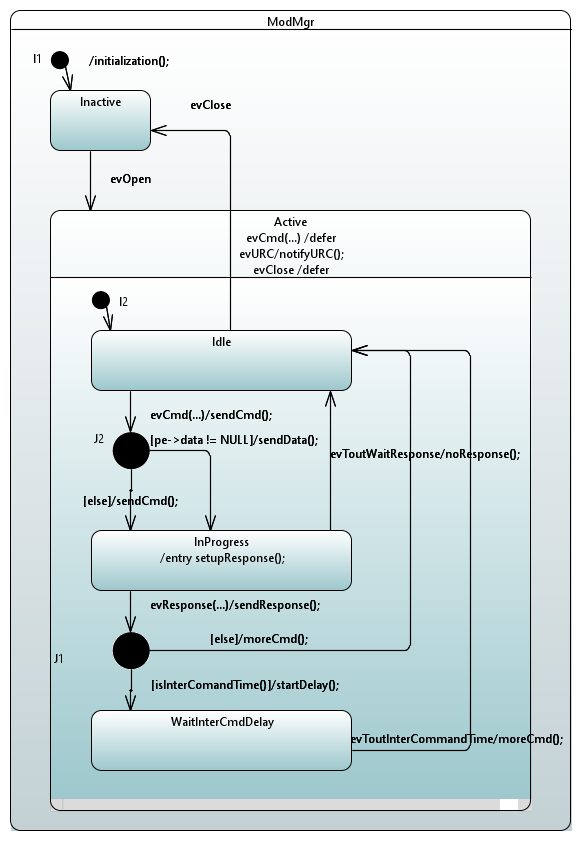 ModMgr
I1
/initialization();
Inactive
evClose
evOpen
Active
evCmd(...) /defer
evURC/notifyURC();
evClose /defer
I2
Idle
evCmd(...)/sendCmd();
J2
[pe->data != NULL]/sendData();
evToutWaitResponse/noResponse();
[else]/sendCmd();
InProgress
/entry setupResponse();
evResponse(...)/sendResponse();
[else]/moreCmd();
J1
[isInterComandTime()]/startDelay();
WaitInterCmdDelay
evToutInterCommandTime/moreCmd();